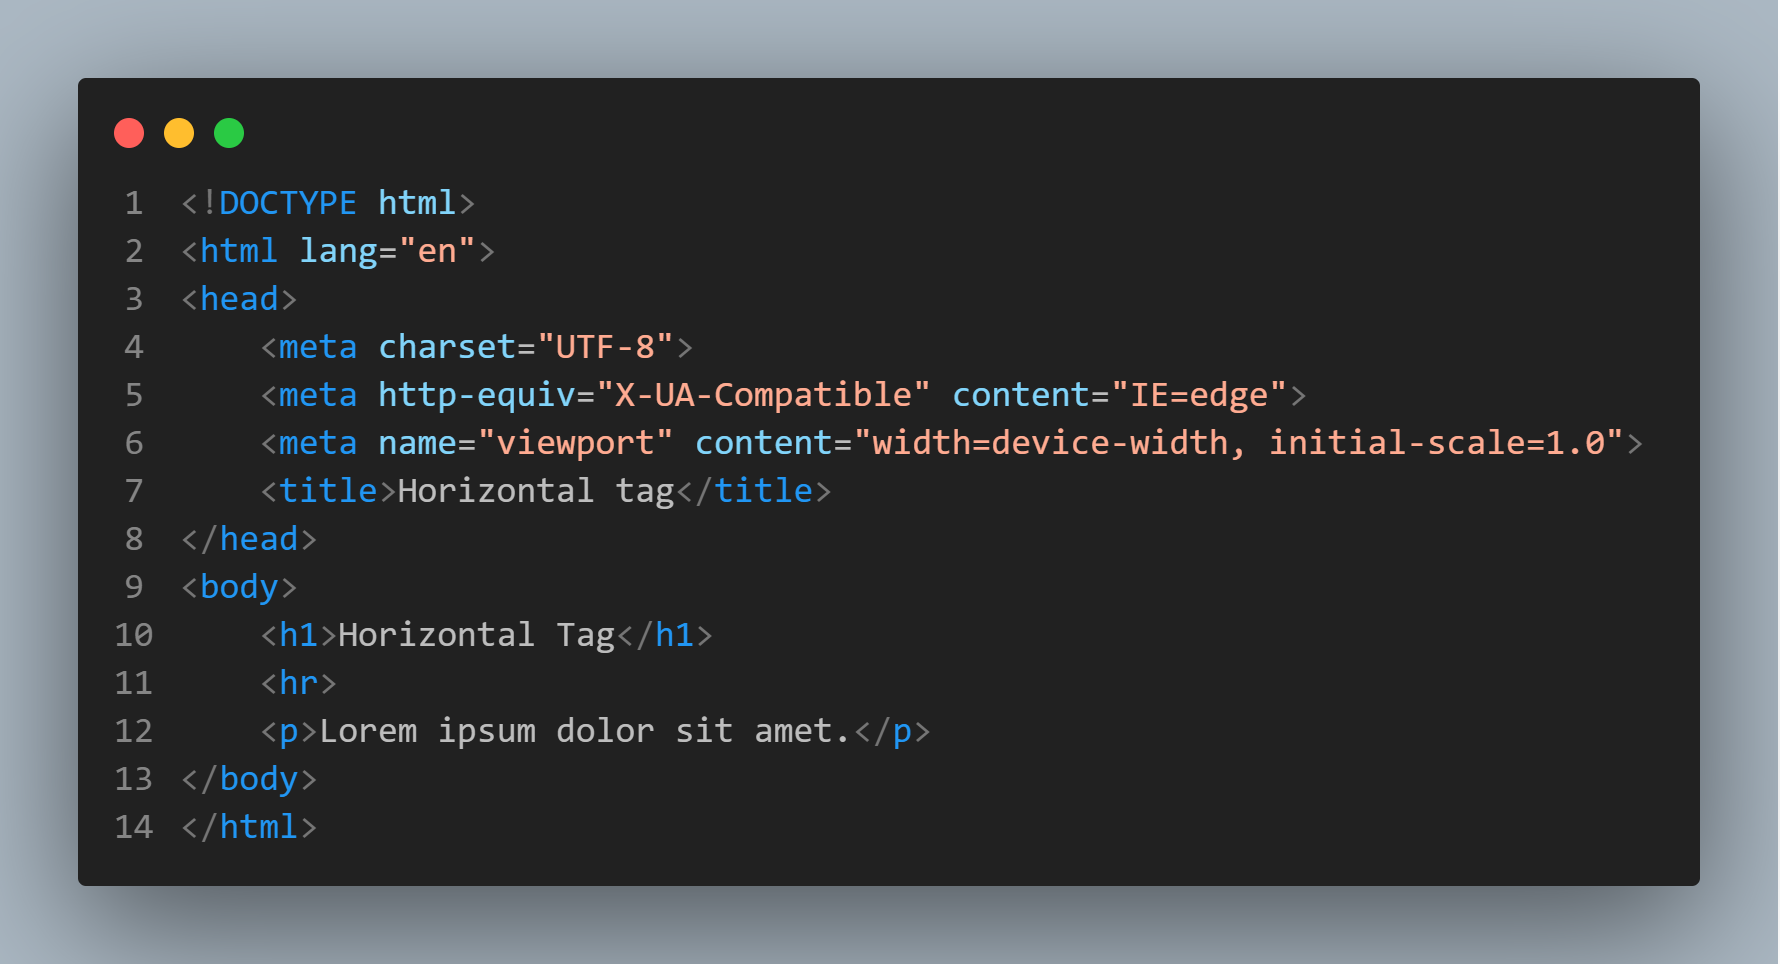 1 <!DOCTYPE html>
2 <html lang="en">
3 <head>
4     <meta charset="UTF-8">
5     <meta http-equiv="X-UA-Compatible" content="IE=edge">
6     <meta name="viewport" content="width=device-width, initial-scale=1.0">
7     <title>Horizontal tag</title>
8 </head>
9 <body>
10     <h1>Horizontal Tag</h1>
11     <hr>
12     <p>Lorem ipsum dolor sit amet.</p>
13 </body>
14 </html>